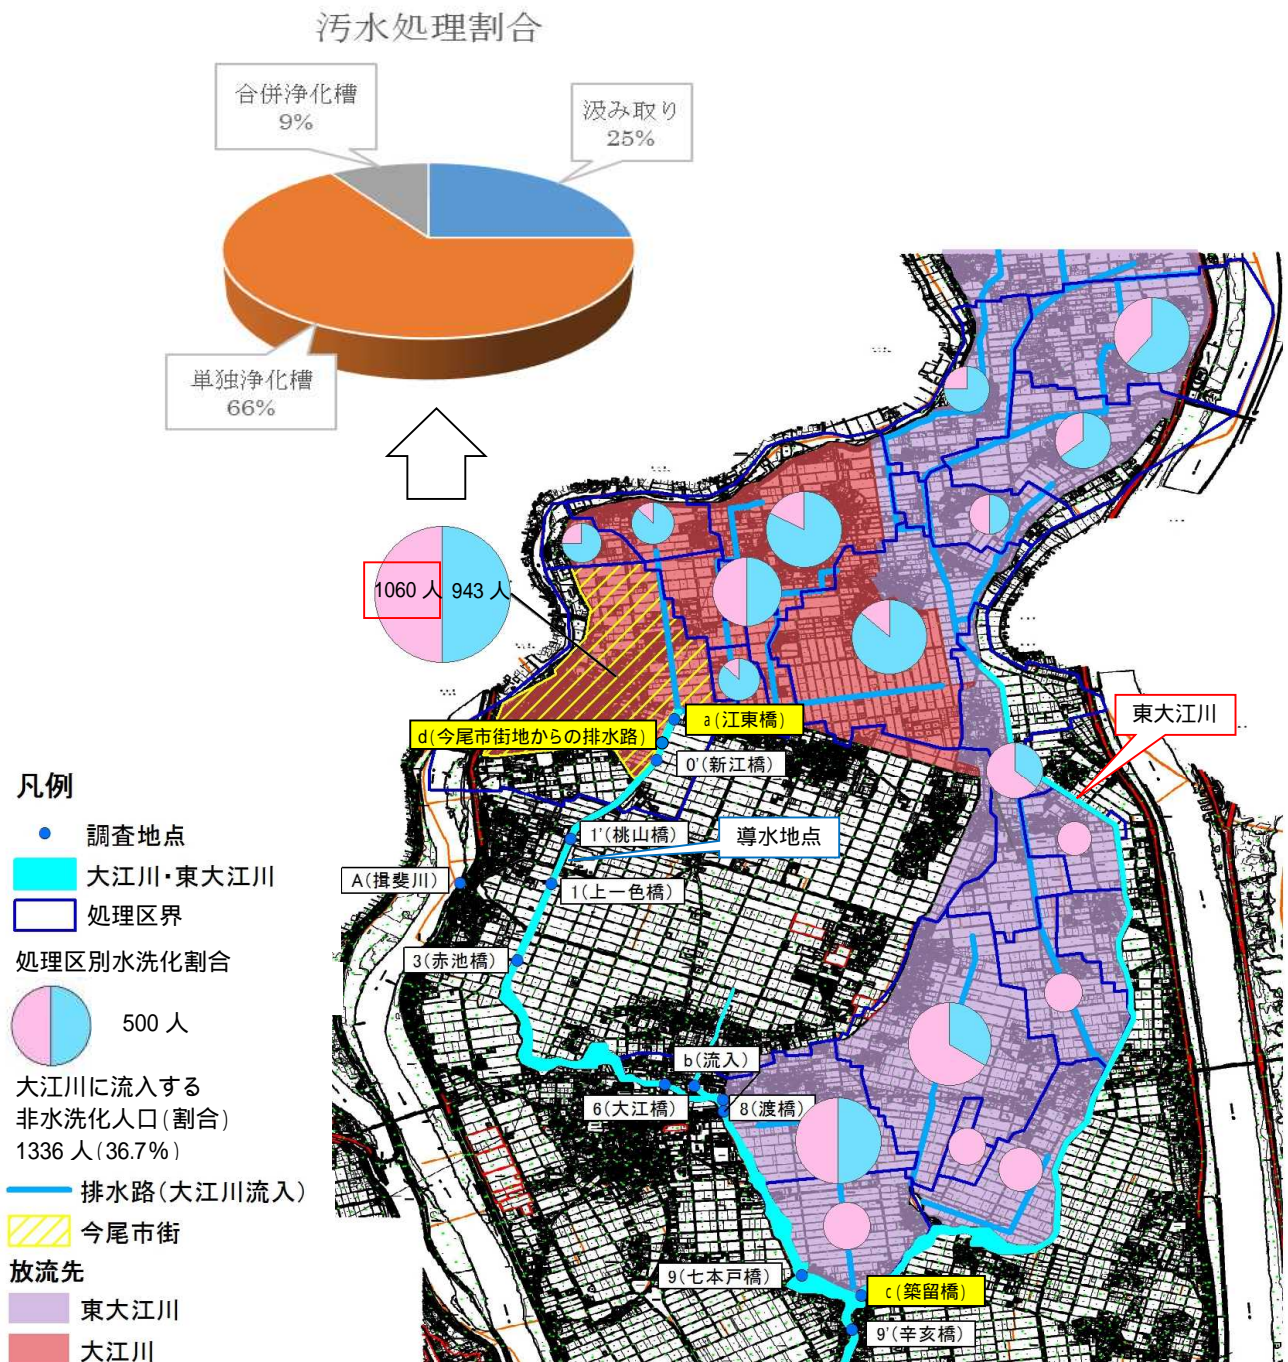 汚水処理割合
合併浄化槽
9%
汲み取り
25%
単独浄化槽
66%
1060 人
943 人
a(江東橋)
d(今尾市街地からの排水路)
0'(新江橋)
東大江川
1'(桃山橋)
導水地点
A(揖斐川)
1(上一色橋)
3(赤池橋)
b(流入)
6(大江橋)
8(渡橋)
9(七本戸橋)
c(築留橋)
9'(辛亥橋)
凡例
調査地点
大江川・東大江川
処理区界
処理区別水洗化割合
500 人
大江川に流入する
非水洗化人口(割合)
1336 人(36.7%)
排水路(大江川流入)
今尾市街
放流先
東大江川
大江川